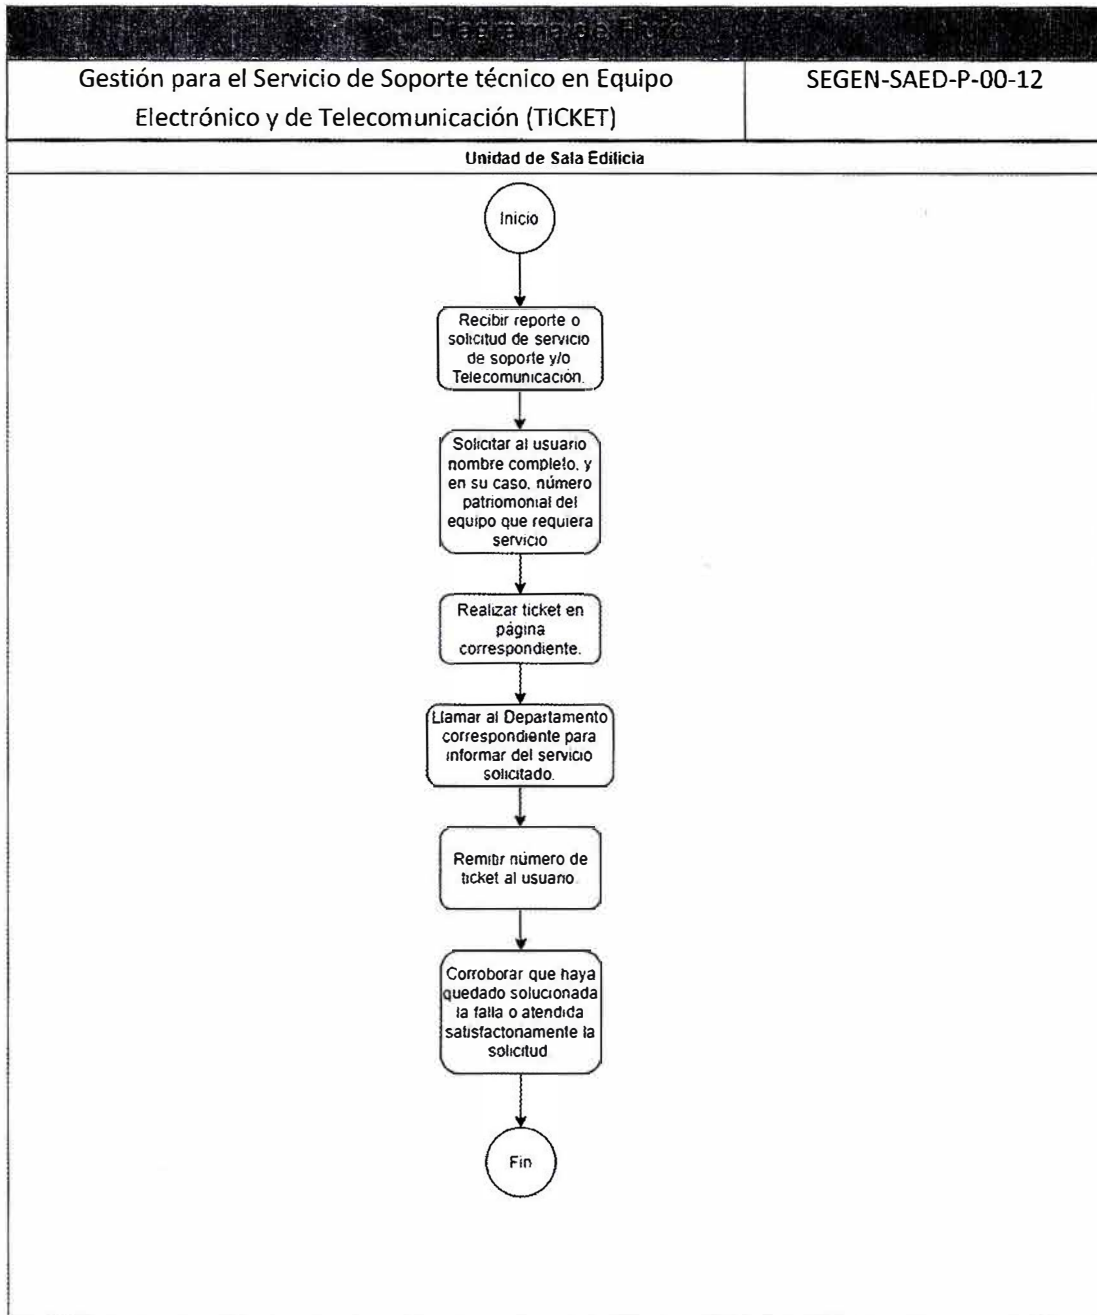 Diagrama de Flujo
Gestión para el Servicio de Soporte técnico en Equipo
Electrónico y de Telecomunicación (TICKET)
SEGEN-SAED-P-00-12
Unidad de Sala Edilicia
Inicio
Recibir reporte o
solicitud de servicio
de soporte y/o
Telecomunicación.
Solicitar al usuario
nombre completo, y
en su caso, número
patriomonial del
equipo que requiera
servicio
Realizar ticket en
página
correspondiente.
Llamar al Departamento
correspondiente para
informar del servicio
solicitado.
Remitir número de
ticket al usuario.
Corroborar que haya
quedado solucionada
la falla o atendida
satisfactoriamente la
solicitud
Fin